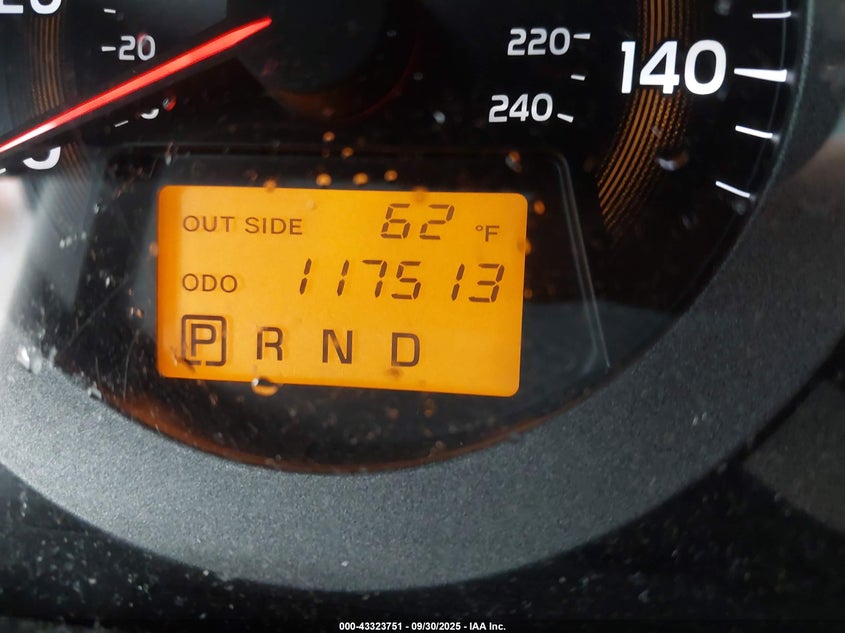 20
220
240
140
OUT SIDE 62 °F
ODO 117513
P R N D
000-43323751 - 09/30/2025 - IAA Inc.